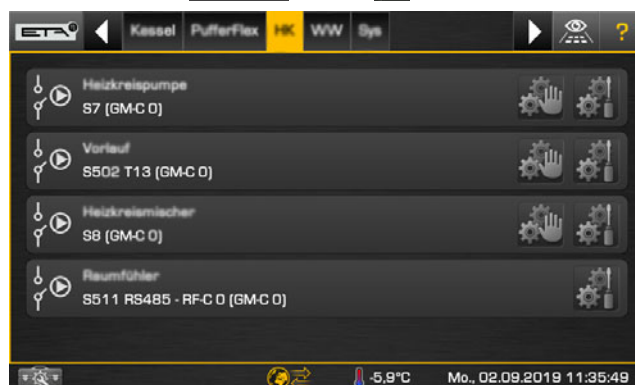 ETA Kessel PufferFlex HK WW Sys ?
Heizkreispumpe
S7 (GM-C 0)
Vorlauf
S502 T13 (GM-C 0)
Heizkreismischer
S8 (GM-C 0)
Raumfühler
S511 RS485 - RF-C 0 (GM-C 0)
-5,9°C Mo., 02.09.2019 11:35:49